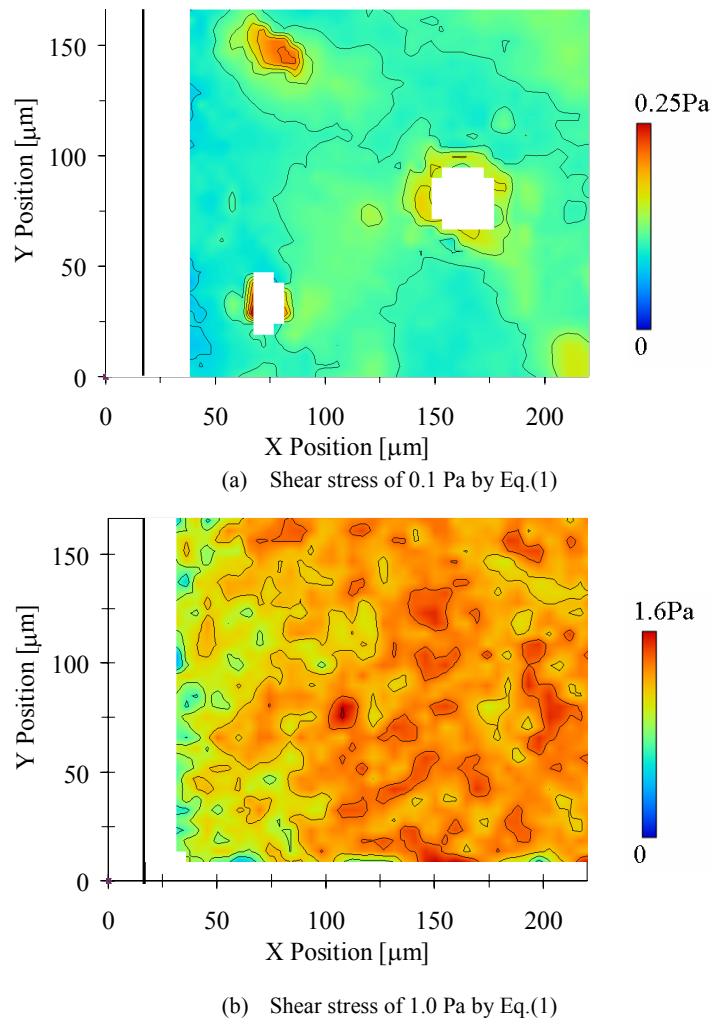 150
100
50
0
Y Position [µm]
0 50 100 150 200
X Position [µm]
0.25Pa
0
(a) Shear stress of 0.1 Pa by Eq.(1)
150
100
50
0
Y Position [µm]
0 50 100 150 200
X Position [µm]
1.6Pa
0
(b) Shear stress of 1.0 Pa by Eq.(1)